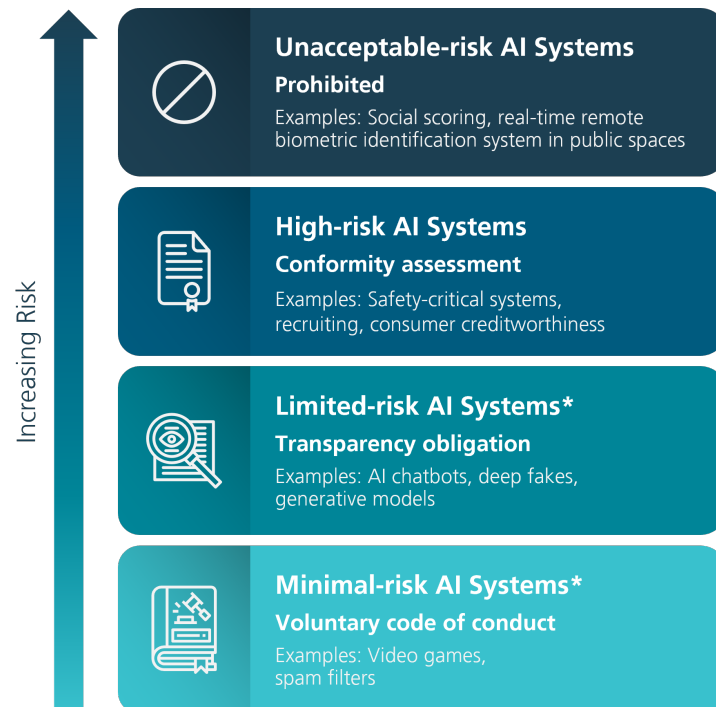 Increasing Risk
Unacceptable-risk AI Systems
Prohibited
Examples: Social scoring, real-time remote
biometric identification system in public spaces
High-risk AI Systems
Conformity assessment
Examples: Safety-critical systems,
recruiting, consumer creditworthiness
Limited-risk AI Systems*
Transparency obligation
Examples: AI chatbots, deep fakes,
generative models
Minimal-risk AI Systems*
Voluntary code of conduct
Examples: Video games,
spam filters